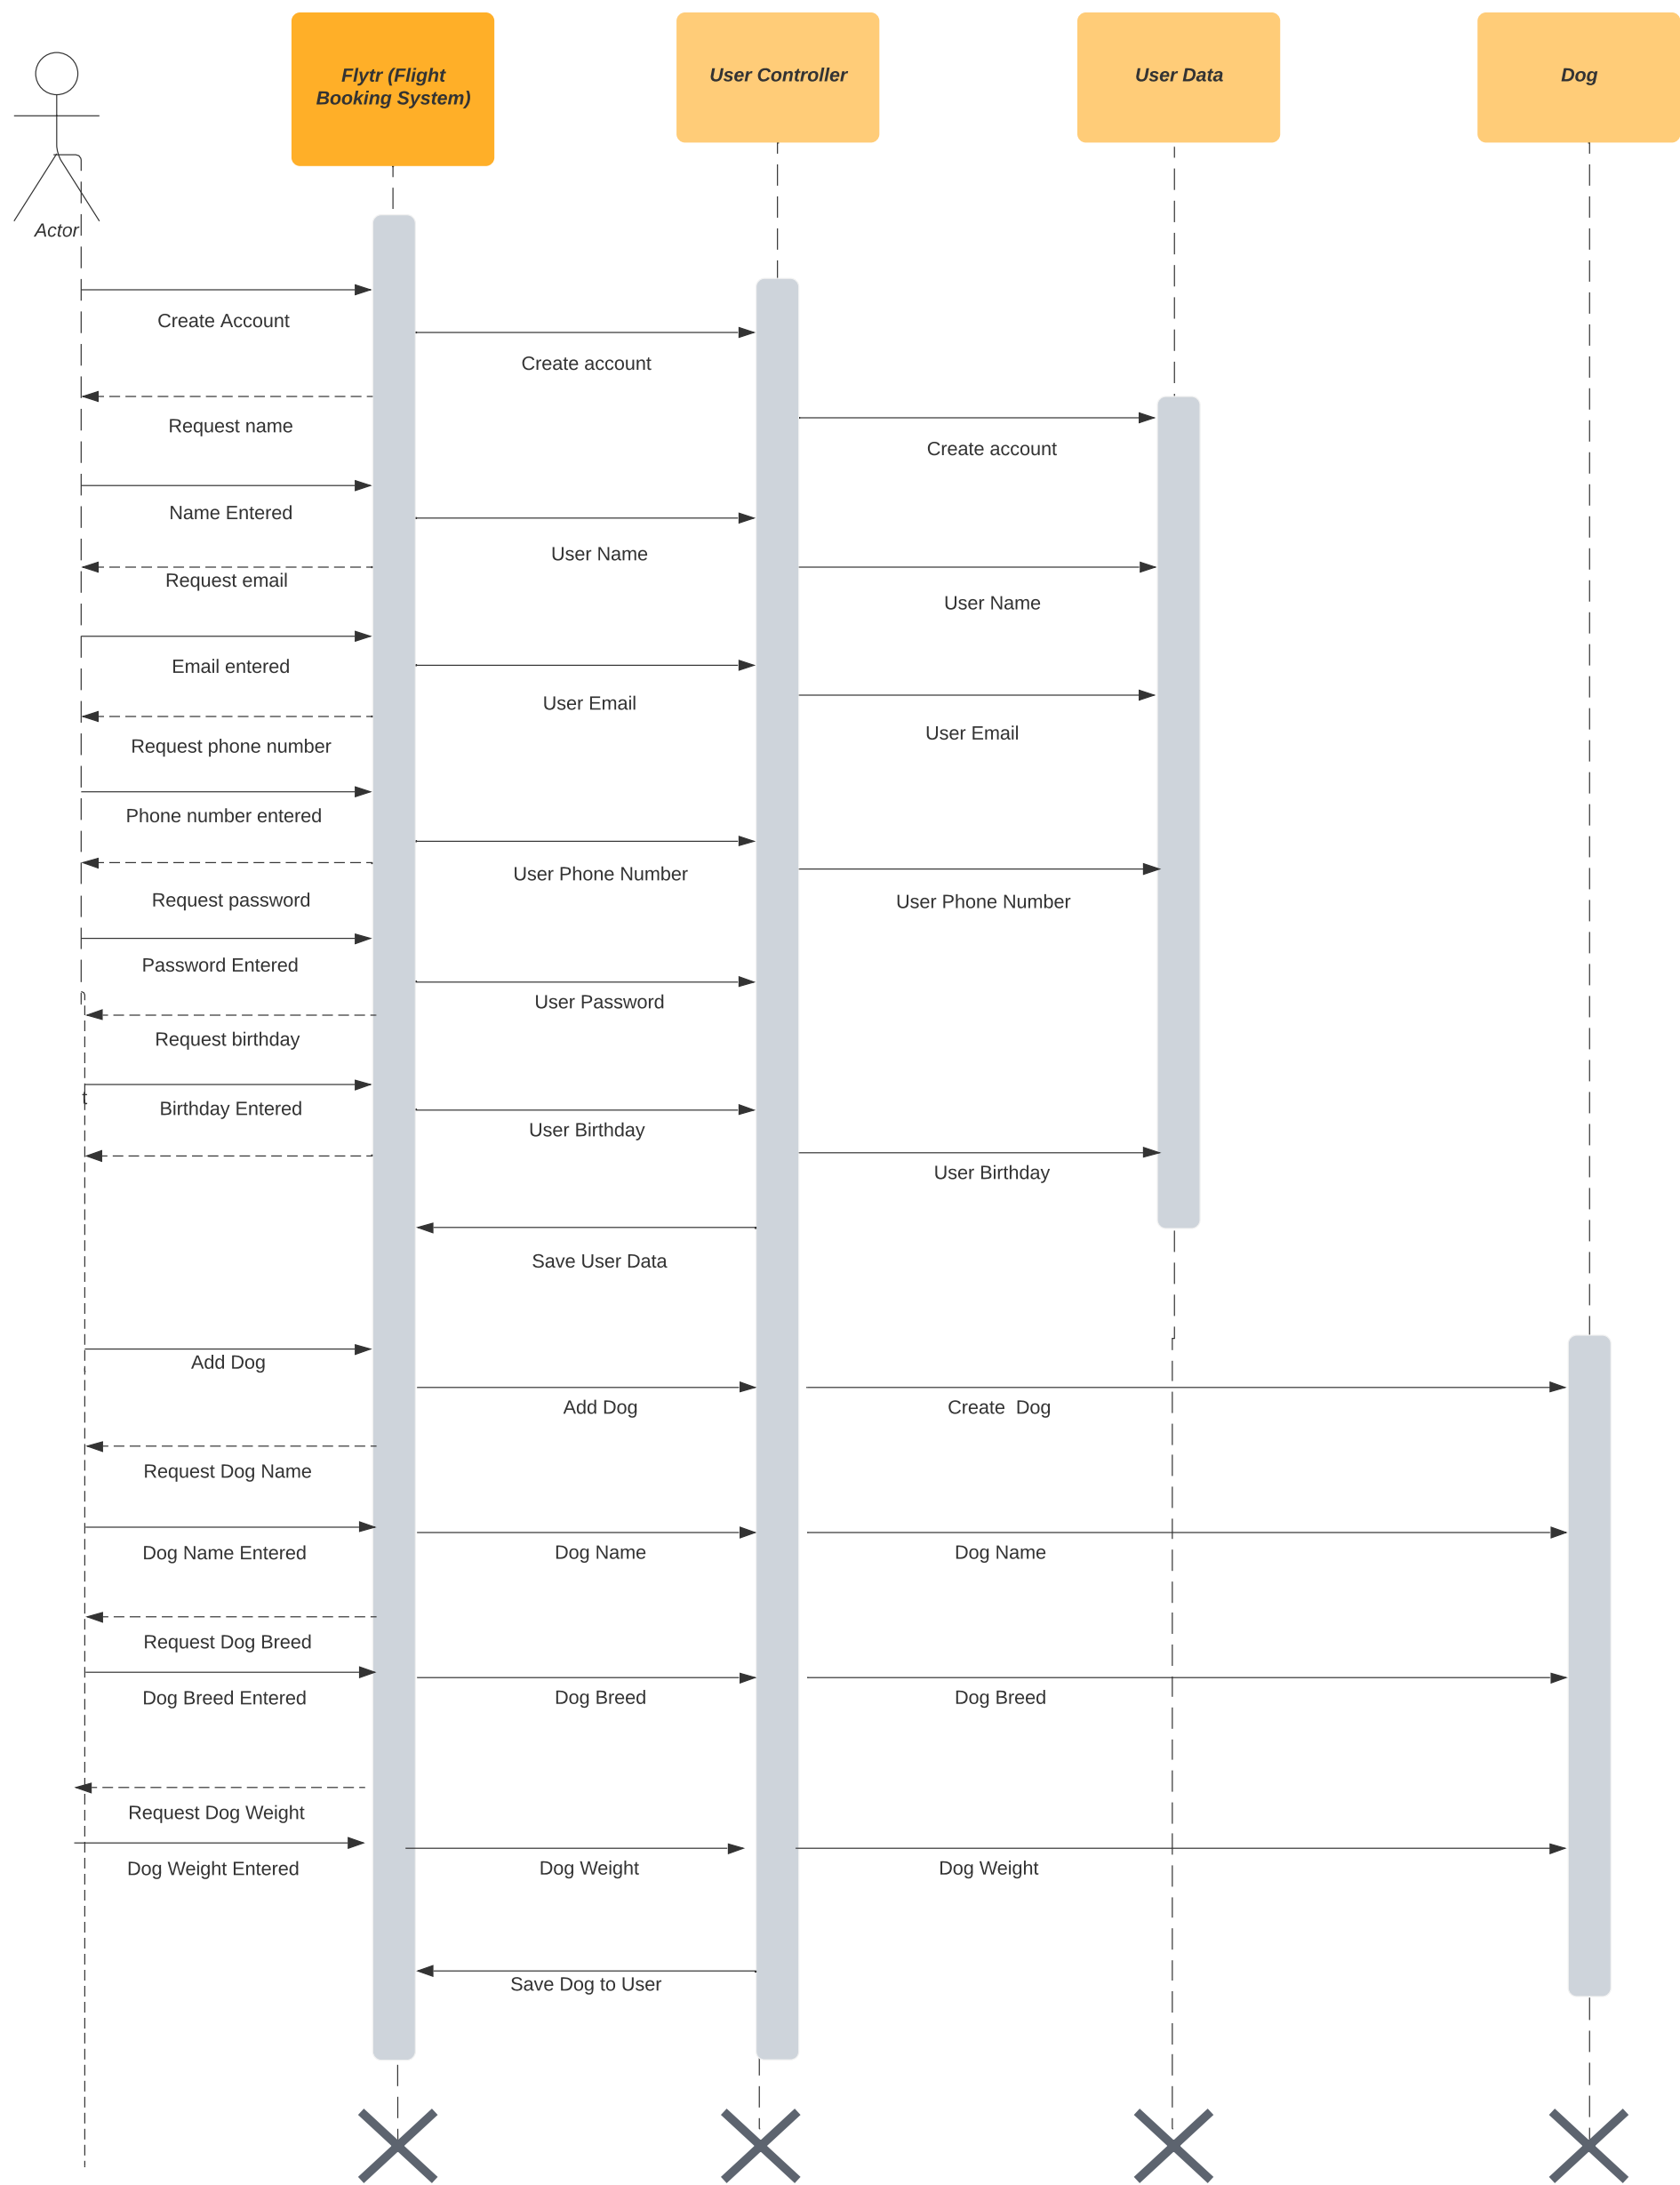 Flytr (Flight
Booking System)
User Controller
User Data
Dog
Actor
Create Account
Create account
Request name
Create account
Name Entered
User Name
Request email
User Name
Email entered
User Email
User Email
Request phone number
Phone number entered
User Phone Number
Request password
User Phone Number
Password Entered
User Password
Request birthday
t
Birthday Entered
User Birthday
User Birthday
Save User Data
Add Dog
Add Dog
Create  Dog
Request Dog Name
Dog Name Entered
Dog Name
Dog Name
Request Dog Breed
Dog Breed Entered
Dog Breed
Dog Breed
Request Dog Weight
Dog Weight Entered
Dog Weight
Dog Weight
Save Dog to User